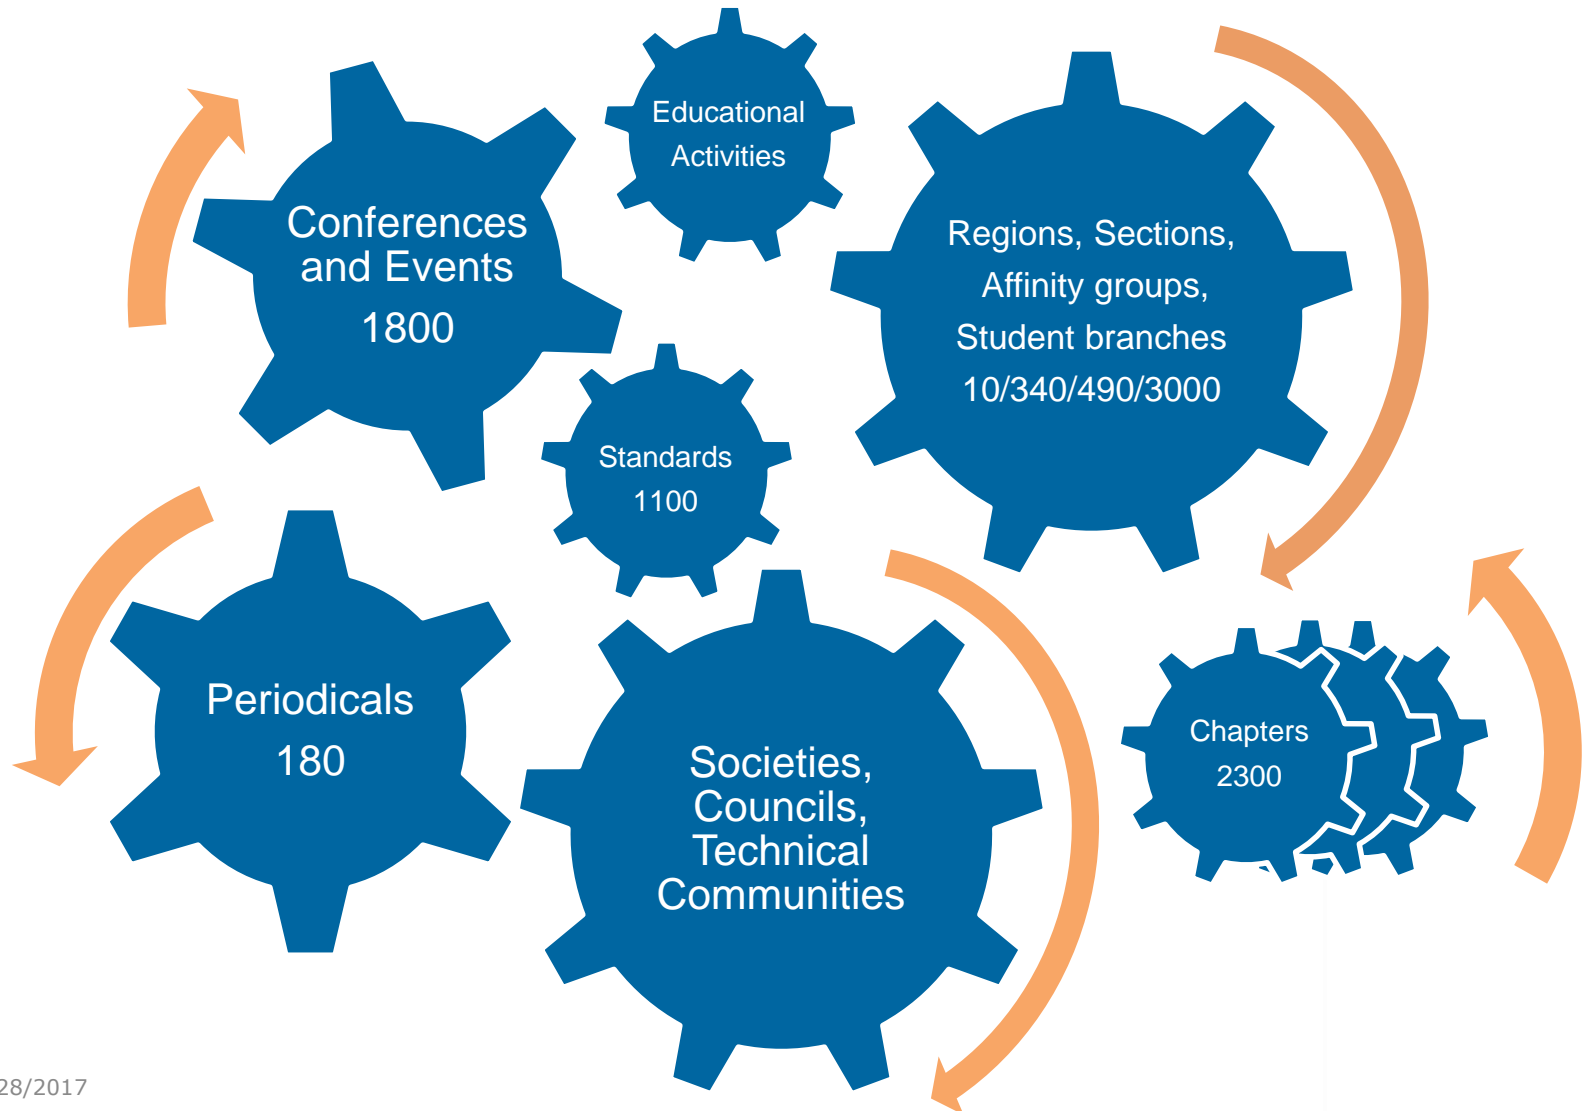 Educational
Activities
Conferences
and Events
1800
Regions, Sections,
Affinity groups,
Student branches
10/340/490/3000
Standards
1100
Periodicals
180
Societies,
Councils,
Technical
Communities
Chapters
2300
28/2017